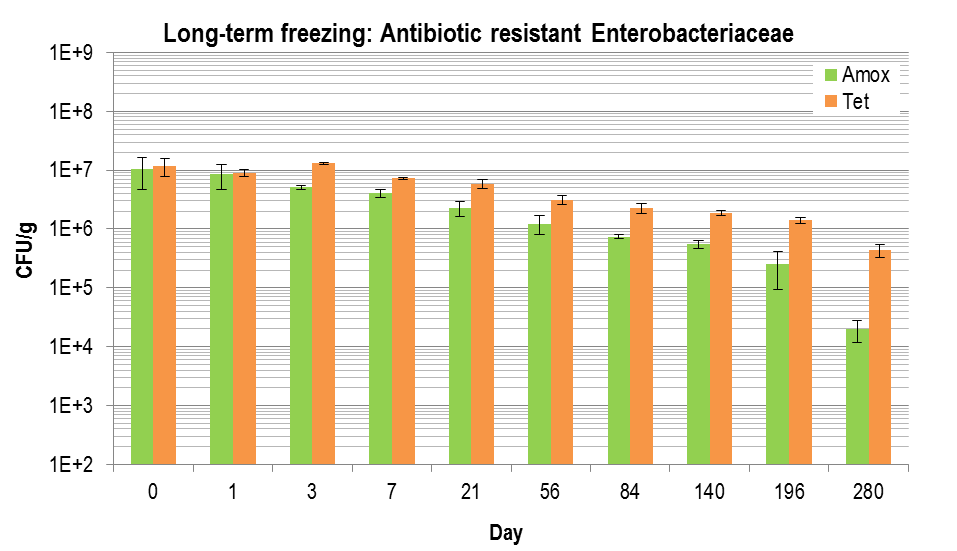 Long-term freezing: Antibiotic resistant Enterobacteriaceae
1E+9
1E+8
1E+7
1E+6
1E+5
1E+4
1E+3
1E+2
CFU/g
Amox
Tet
0 1 3 7 21 56 84 140 196 280
Day